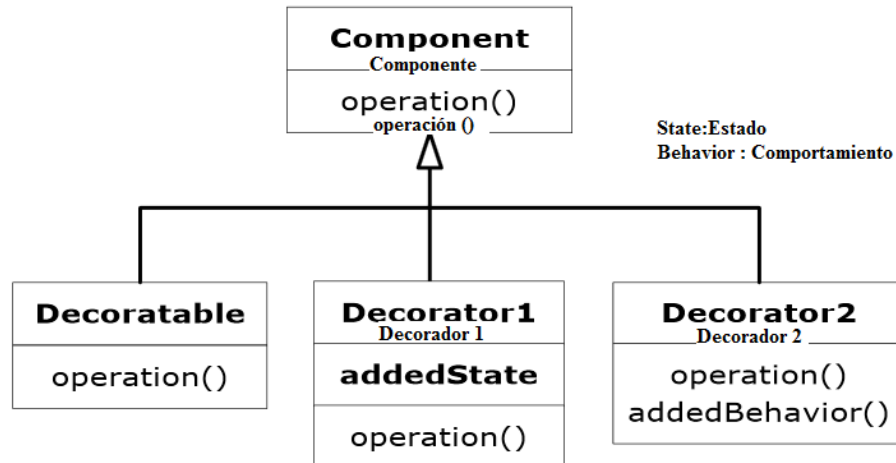 Component
Componente
operation()
operación ()
State:Estado
Behavior : Comportamiento
Decoratable
operation()
Decorator1
Decorador 1
addedState
operation()
Decorator2
Decorador 2
operation()
addedBehavior()